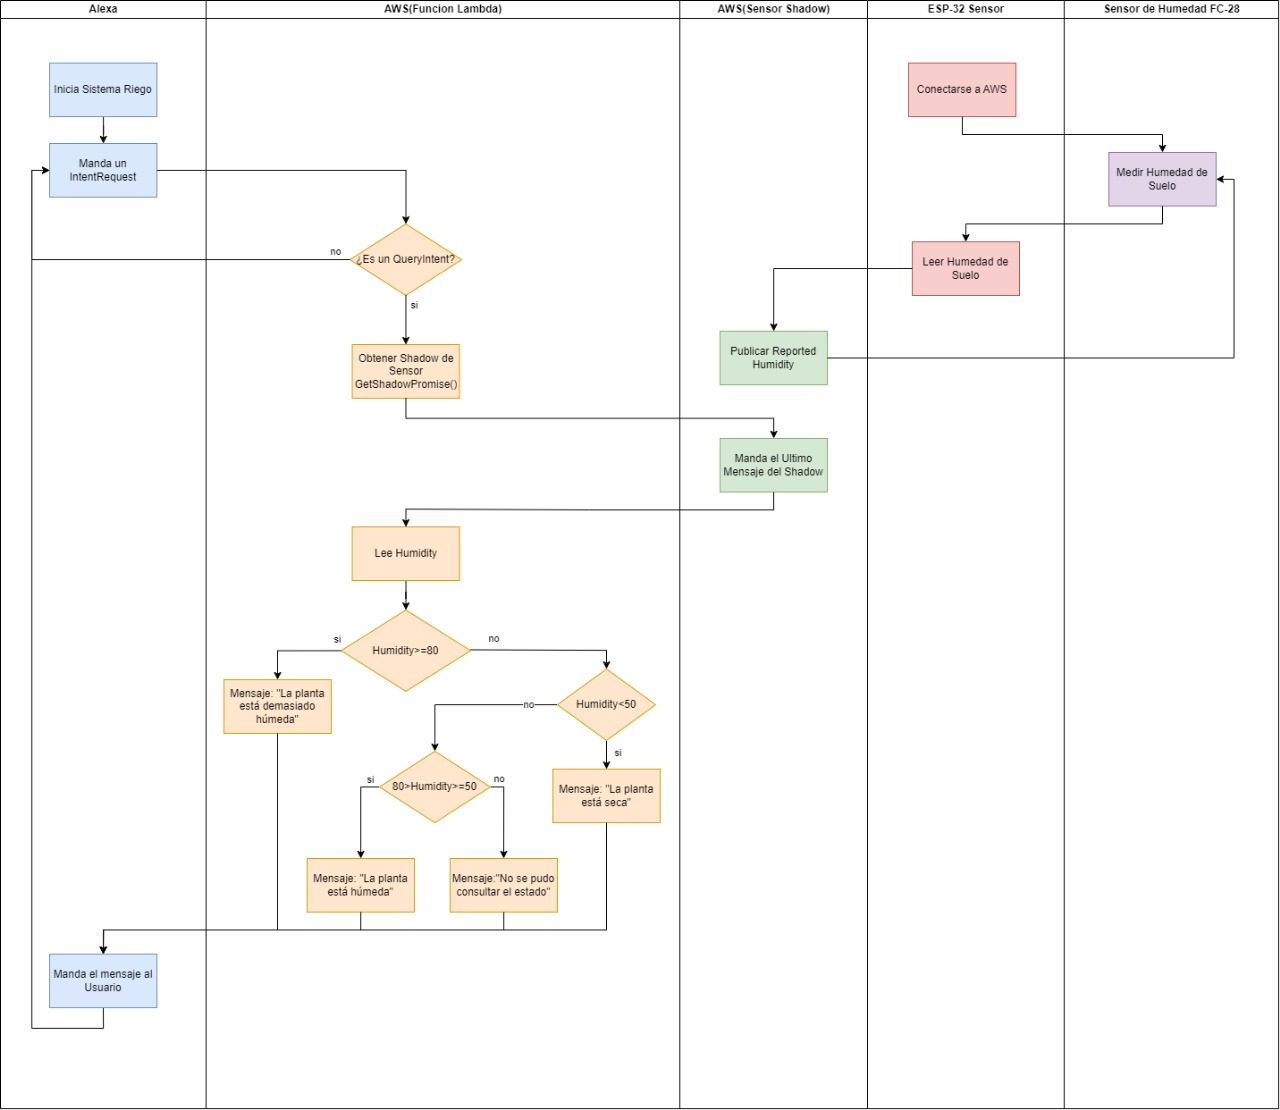 Alexa
AWS(Funcion Lambda)
AWS(Sensor Shadow)
ESP-32 Sensor
Sensor de Humedad FC-28
Inicia Sistema Riego
Conectarse a AWS
Manda un
IntentRequest
Medir Humedad de
Suelo
no
¿Es un QueryIntent?
si
Leer Humedad de
Suelo
Obtener Shadow de
Sensor
GetShadowPromise()
Publicar Reported
Humidity
Manda el Ultimo
Mensaje del Shadow
Lee Humidity
si
Humidity>=80
no
Mensaje: "La planta
está demasiado
húmeda"
no
Humidity<50
si
si
80>Humidity>=50
no
Mensaje: "La planta
está seca"
Mensaje: "La planta
está húmeda"
Mensaje:"No se pudo
consultar el estado"
Manda el mensaje al
Usuario